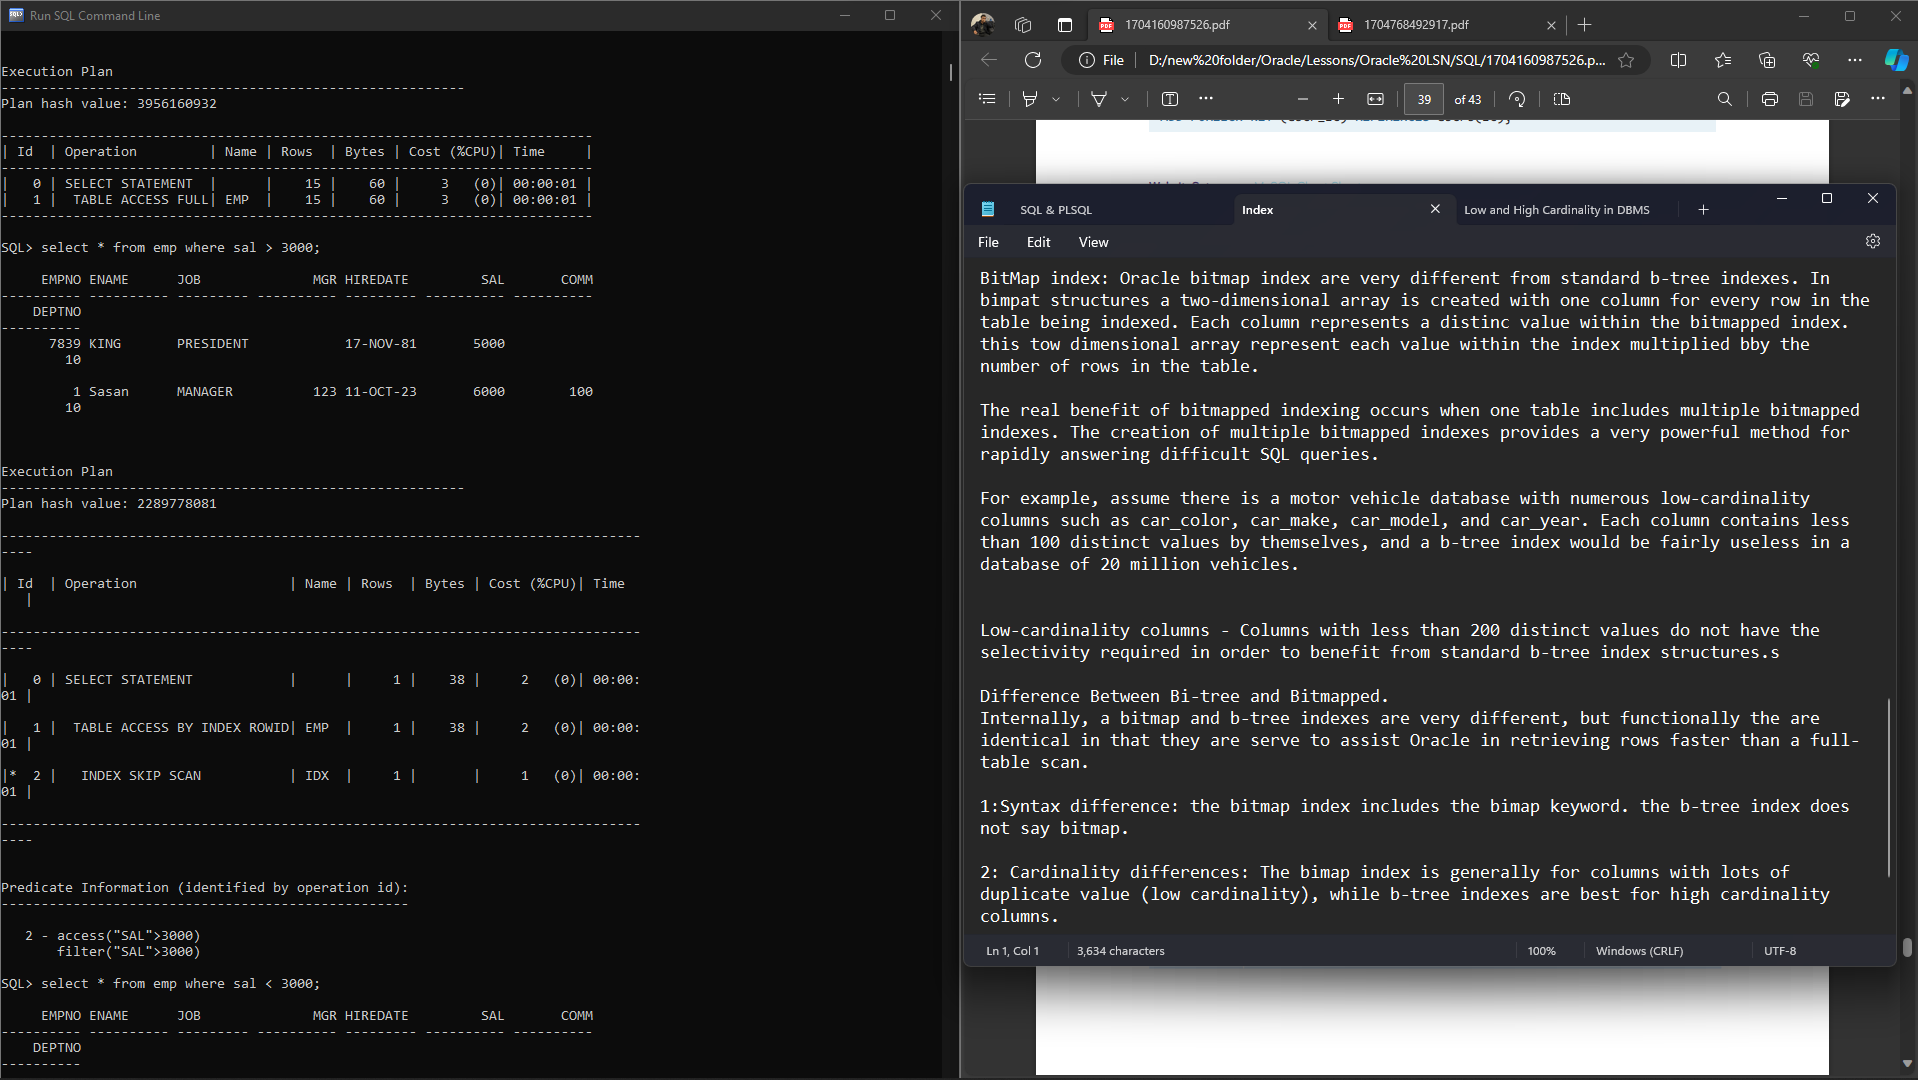 Run SQL Command Line
Execution Plan
----------------------------------------------------------
Plan hash value: 3956160932
--------------------------------------------------------------------------
| Id  | Operation         | Name | Rows  | Bytes | Cost (%CPU)| Time     |
--------------------------------------------------------------------------
|   0 | SELECT STATEMENT  |      |    15 |    60 |     3   (0)| 00:00:01 |
|   1 |  TABLE ACCESS FULL| EMP  |    15 |    60 |     3   (0)| 00:00:01 |
--------------------------------------------------------------------------
SQL> select * from emp where sal > 3000;
     EMPNO ENAME      JOB              MGR HIREDATE         SAL       COMM
---------- ---------- --------- ---------- --------- ---------- ----------
    DEPTNO
----------
      7839 KING       PRESIDENT            17-NOV-81       5000
        10
         1 Sasan      MANAGER          123 11-OCT-23       6000        100
        10
Execution Plan
----------------------------------------------------------
Plan hash value: 2289778081
--------------------------------------------------------------------------------
----
| Id  | Operation                   | Name | Rows  | Bytes | Cost (%CPU)| Time
   |
--------------------------------------------------------------------------------
----
|   0 | SELECT STATEMENT            |      |     1 |    38 |     2   (0)| 00:00:
01 |
|   1 |  TABLE ACCESS BY INDEX ROWID| EMP  |     1 |    38 |     2   (0)| 00:00:
01 |
|*  2 |   INDEX SKIP SCAN           | IDX  |     1 |       |     1   (0)| 00:00:
01 |
--------------------------------------------------------------------------------
----
Predicate Information (identified by operation id):
---------------------------------------------------
   2 - access("SAL">3000)
       filter("SAL">3000)
SQL> select * from emp where sal < 3000;
     EMPNO ENAME      JOB              MGR HIREDATE         SAL       COMM
---------- ---------- --------- ---------- --------- ---------- ----------
    DEPTNO
----------
1704160987526.pdf
1704768492917.pdf
File
D:/new%20folder/Oracle/Lessons/Oracle%20LSN/SQL/1704160987526.p...
39 of 43
SQL & PLSQL
Index
Low and High Cardinality in DBMS
File Edit View
BitMap index: Oracle bitmap index are very different from standard b-tree indexes. In
bimpat structures a two-dimensional array is created with one column for every row in the
table being indexed. Each column represents a distinc value within the bitmapped index.
this tow dimensional array represent each value within the index multiplied bby the
number of rows in the table.
The real benefit of bitmapped indexing occurs when one table includes multiple bitmapped
indexes. The creation of multiple bitmapped indexes provides a very powerful method for
rapidly answering difficult SQL queries.
For example, assume there is a motor vehicle database with numerous low-cardinality
columns such as car_color, car_make, car_model, and car_year. Each column contains less
than 100 distinct values by themselves, and a b-tree index would be fairly useless in a
database of 20 million vehicles.
Low-cardinality columns - Columns with less than 200 distinct values do not have the
selectivity required in order to benefit from standard b-tree index structures.s
Difference Between Bi-tree and Bitmapped.
Internally, a bitmap and b-tree indexes are very different, but functionally the are
identical in that they are serve to assist Oracle in retrieving rows faster than a full-
table scan.
1:Syntax difference: the bitmap index includes the bimap keyword. the b-tree index does
not say bitmap.
2: Cardinality differences: The bimap index is generally for columns with lots of
duplicate value (low cardinality), while b-tree indexes are best for high cardinality
columns.
Ln 1, Col 1
3,634 characters
100%
Windows (CRLF)
UTF-8